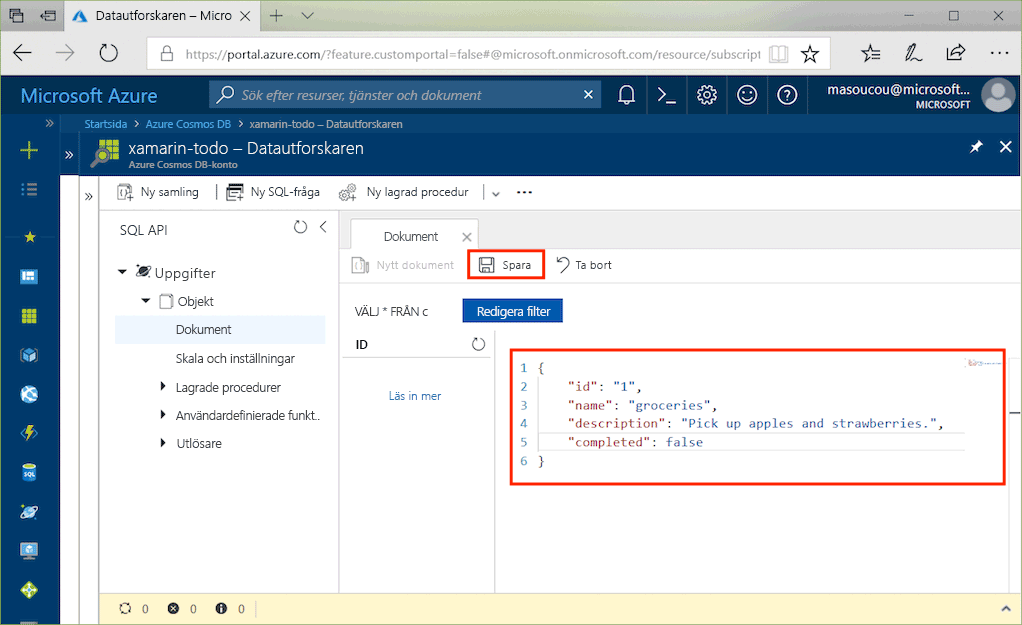 Datautforskaren – Micro
https://portal.azure.com/?feature.customportal=false#@microsoft.onmicrosoft.com/resource/subscript
Microsoft Azure
Sök efter resurser, tjänster och dokument
masoucou@microsoft...
MICROSOFT
Startsida > Azure Cosmos DB > xamarin-todo – Datautforskaren
xamarin-todo – Datautforskaren
Azure Cosmos DB-konto
Ny samling
Ny SQL-fråga
Ny lagrad procedur
SQL API
Dokument
Nytt dokument
Spara
Ta bort
Uppgifter
Objekt
Dokument
Skala och inställningar
Lagrade procedurer
Användardefinierade funkt..
Utlösare
VÄLJ * FRÅN c
Redigera filter
ID
Läs in mer
1 {
2 "id": "1",
3 "name": "groceries",
4 "description": "Pick up apples and strawberries.",
5 "completed": false
6 }
SQL
0 0 0